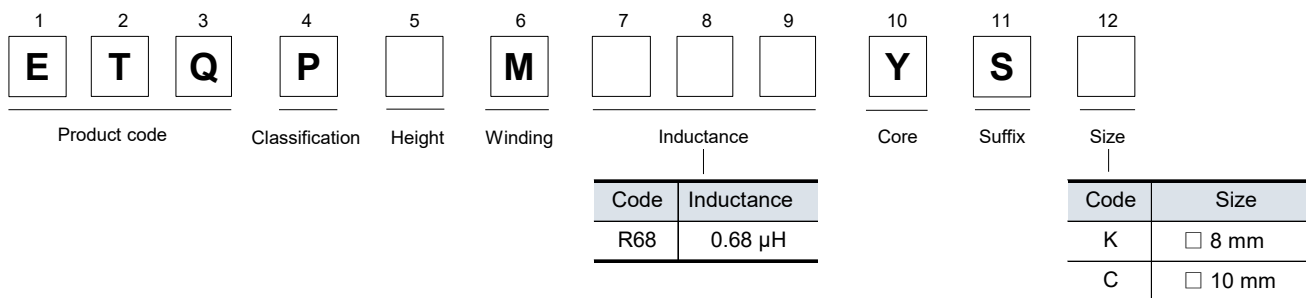 1 2 3 4 5 6 7 8 9 10 11 12
E T Q P M Y S
Product code Classification Height Winding Inductance Core Suffix Size
Code Inductance
R68 0.68 µH
Code Size
K □ 8 mm
C □ 10 mm